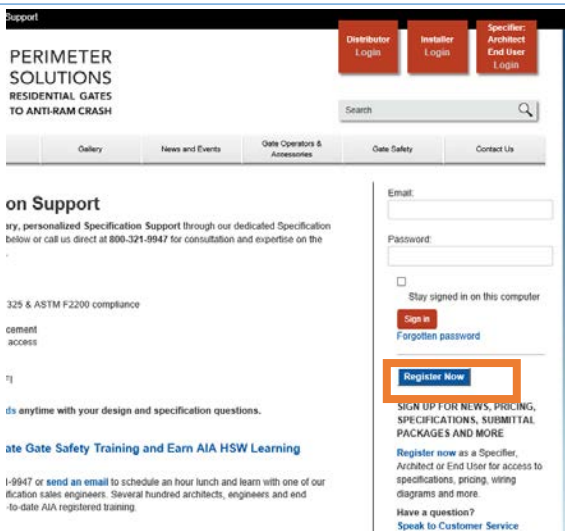 Support
PERIMETER
SOLUTIONS
RESIDENTIAL GATES
TO ANTI-RAM CRASH
Distributor
Login
Installer
Login
Specifier:
Architect
End User
Login
Search
Gallery
News and Events
Gate Operators &
Accessories
Gate Safety
Contact Us
on Support
ary, personalized Specification Support through our dedicated Specification
below or call us direct at 800-321-9947 for consultation and expertise on the
.
325 & ASTM F2200 compliance
cement
access
ds anytime with your design and specification questions.
ate Gate Safety Training and Earn AIA HSW Learning
-9947 or send an email to schedule an hour lunch and learn with one of our
ification sales engineers. Several hundred architects, engineers and end
-to-date AIA registered training.
Email:
Password:
Stay signed in on this computer
Sign in
Forgotten password
Register Now
SIGN UP FOR NEWS, PRICING,
SPECIFICATIONS, SUBMITTAL
PACKAGES AND MORE
Register now as a Specifier,
Architect or End User for access to
specifications, pricing, wiring
diagrams and more.
Have a question?
Speak to Customer Service